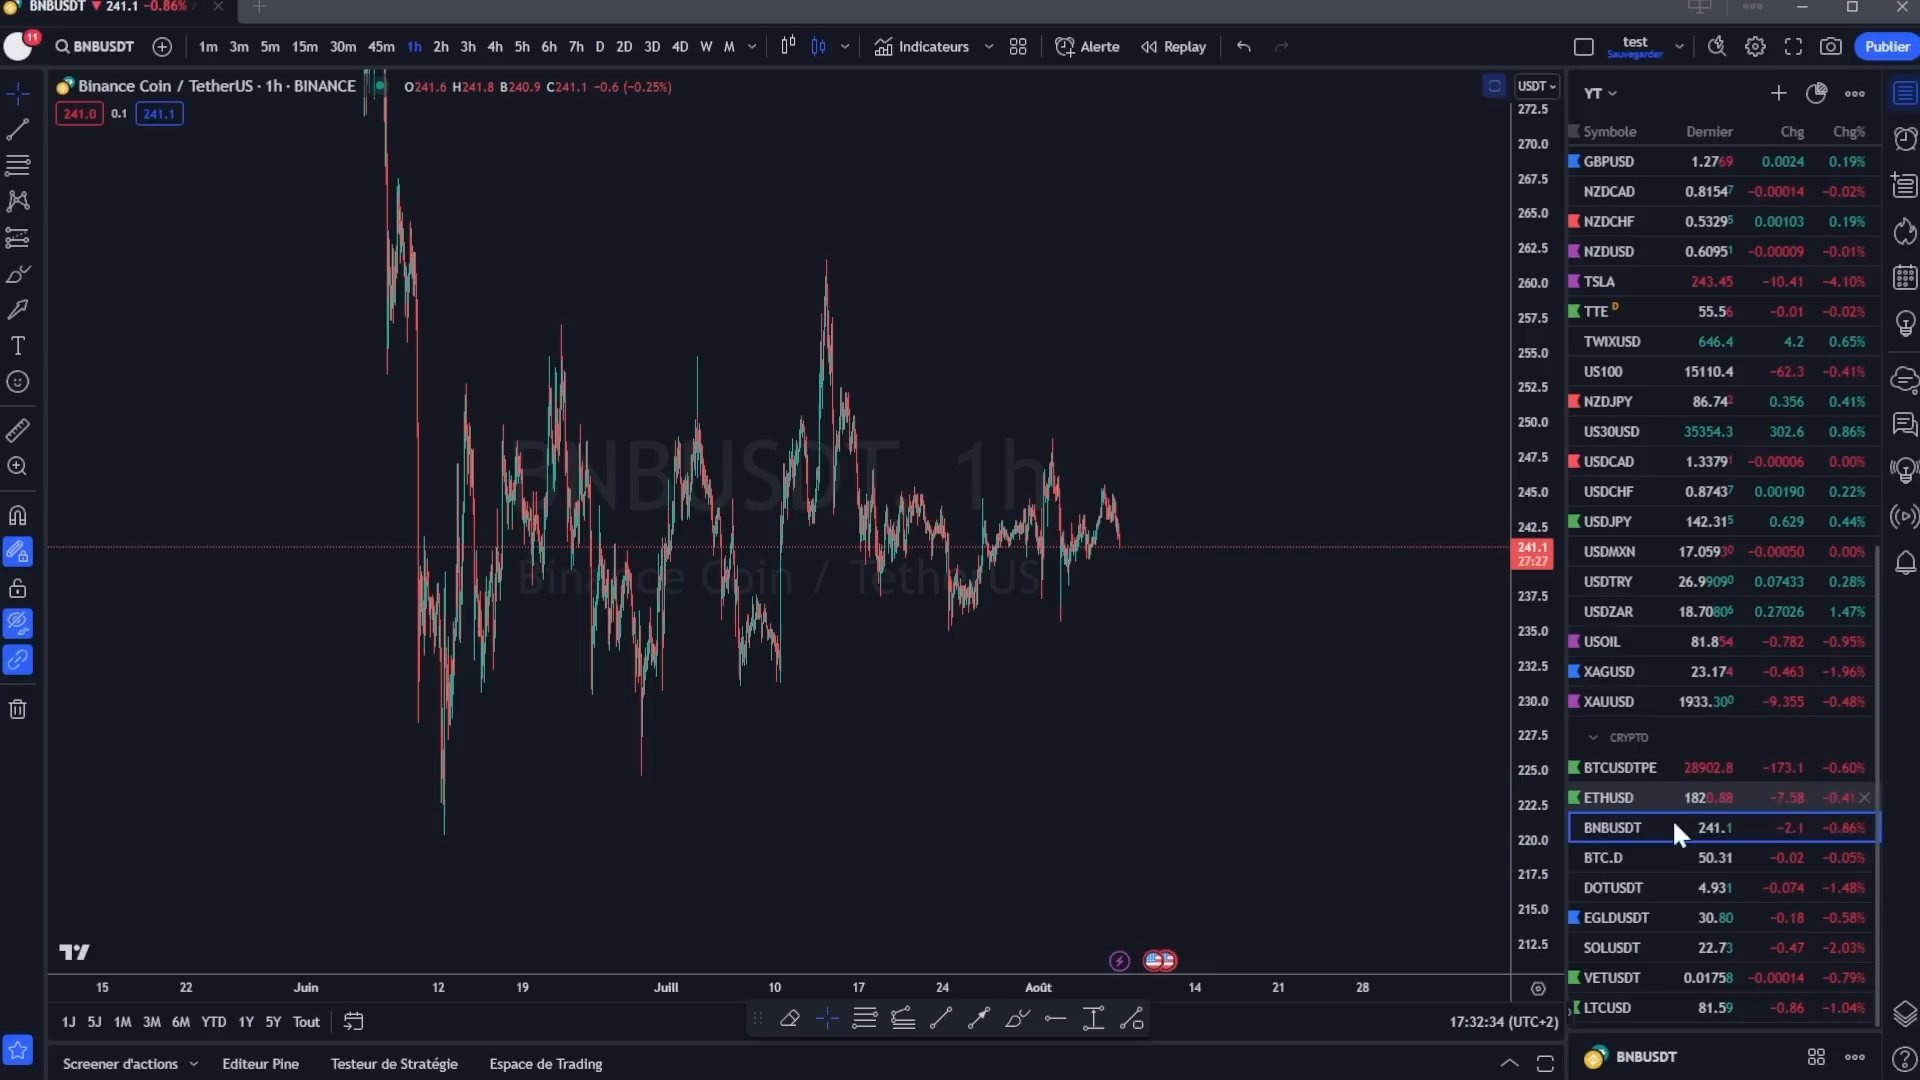 BNBUSDT ▼ 241.1 −0.86% /
11
BNBUSDT
1m 3m 5m 15m 30m 45m 1h 2h 3h 4h 5h 6h 7h D 2D 3D 4D W M
Indicateurs
Alerte
Replay
test
Sauvegarder
Publier
Binance Coin / TetherUS · 1h · BINANCE
O241.6 H241.8 B240.9 C241.1 −0.6 (−0.25%)
241.0 0.1 241.1
USDT
BNBUSDT, 1h
Binance Coin / TetherUS
272.5
270.0
267.5
265.0
262.5
260.0
257.5
255.0
252.5
250.0
247.5
245.0
242.5
241.1
27:27
237.5
235.0
232.5
230.0
227.5
225.0
222.5
220.0
217.5
215.0
212.5
15 22 Juin 12 19 Juill 10 17 24 Août 14 21 28
1J 5J 1M 3M 6M YTD 1Y 5Y Tout
17:32:34 (UTC+2)
Screener d'actions
Editeur Pine
Testeur de Stratégie
Espace de Trading
YT
Symbole Dernier Chg Chg%
GBPUSD 1.2769 0.0024 0.19%
NZDCAD 0.81547 −0.00014 −0.02%
NZDCHF 0.53295 0.00103 0.19%
NZDUSD 0.60951 −0.00009 −0.01%
TSLA 243.45 −10.41 −4.10%
TTE D 55.56 −0.01 −0.02%
TWIXUSD 646.4 4.2 0.65%
US100 15110.4 −62.3 −0.41%
NZDJPY 86.742 0.356 0.41%
US30USD 35354.3 302.6 0.86%
USDCAD 1.33791 −0.00006 0.00%
USDCHF 0.87437 0.00190 0.22%
USDJPY 142.315 0.629 0.44%
USDMXN 17.05930 −0.00050 0.00%
USDTRY 26.99090 0.07433 0.28%
USDZAR 18.70806 0.27026 1.47%
USOIL 81.854 −0.782 −0.95%
XAGUSD 23.174 −0.463 −1.96%
XAUUSD 1933.300 −9.355 −0.48%
CRYPTO
BTCUSDTPE 28902.8 −173.1 −0.60%
ETHUSD 1820.88 −7.58 −0.41
BNBUSDT 241.1 −2.1 −0.86%
BTC.D 50.31 −0.02 −0.05%
DOTUSDT 4.931 −0.074 −1.48%
EGLDUSDT 30.80 −0.18 −0.58%
SOLUSDT 22.73 −0.47 −2.03%
VETUSDT 0.01758 −0.00014 −0.79%
LTCUSD 81.59 −0.86 −1.04%
BNBUSDT